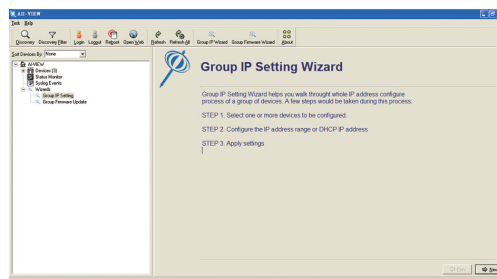 AII-VIEW
Task Help
Discovery Discovery Filter Login Logout Reboot Open Web Refresh Refresh All Group IP Wizard Group Firmware Wizard About
Sort Devices By: None
AII-VIEW
Devices (3)
Status Monitor
Syslog Events
Wizards
Group IP Setting
Group Firmware Update
Group IP Setting Wizard
Group IP Setting Wizard helps you walk throught whole IP address configure
process of a group of devices. A few steps would be taken during this process:
STEP 1. Select one or more devices to be configured.
STEP 2. Configure the IP address range or DHCP IP address
STEP 3. Apply settings